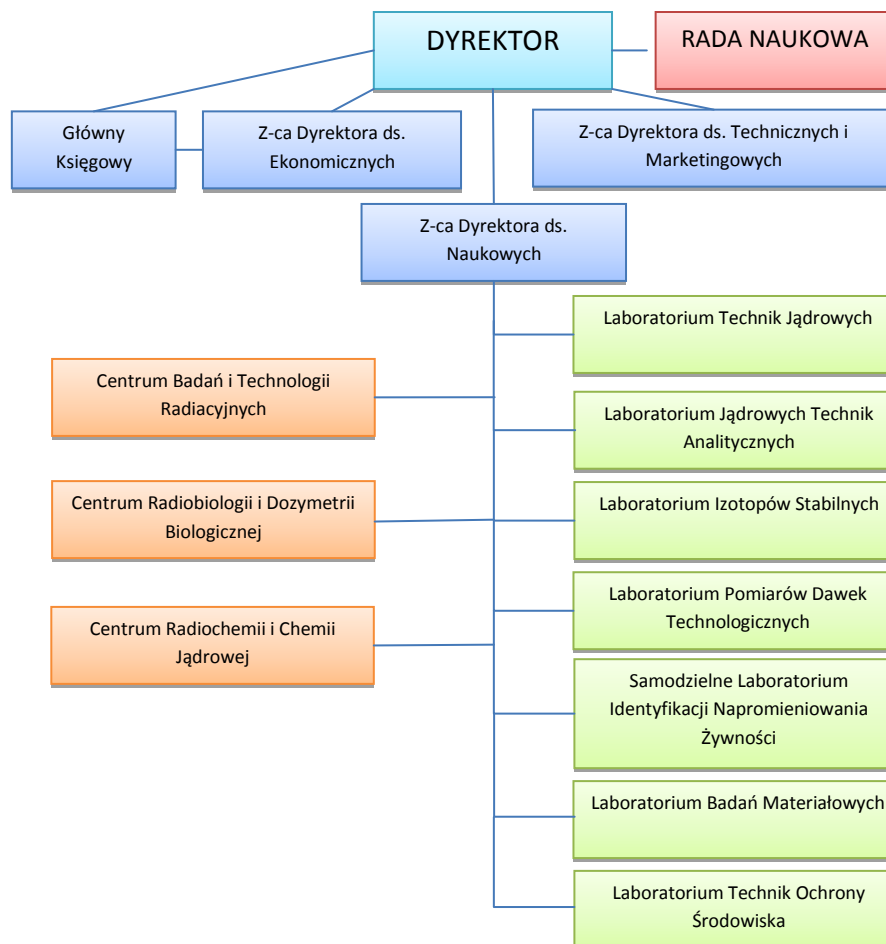 DYREKTOR
RADA NAUKOWA
Główny
Księgowy
Z-ca Dyrektora ds.
Ekonomicznych
Z-ca Dyrektora ds. Technicznych i
Marketingowych
Z-ca Dyrektora ds.
Naukowych
Laboratorium Technik Jądrowych
Centrum Badań i Technologii
Radiacyjnych
Laboratorium Jądrowych Technik
Analitycznych
Centrum Radiobiologii i Dozymetrii
Biologicznej
Laboratorium Izotopów Stabilnych
Laboratorium Pomiarów Dawek
Technologicznych
Centrum Radiochemii i Chemii
Jądrowej
Samodzielne Laboratorium
Identyfikacji Napromieniowania
Żywności
Laboratorium Badań Materiałowych
Laboratorium Technik Ochrony
Środowiska